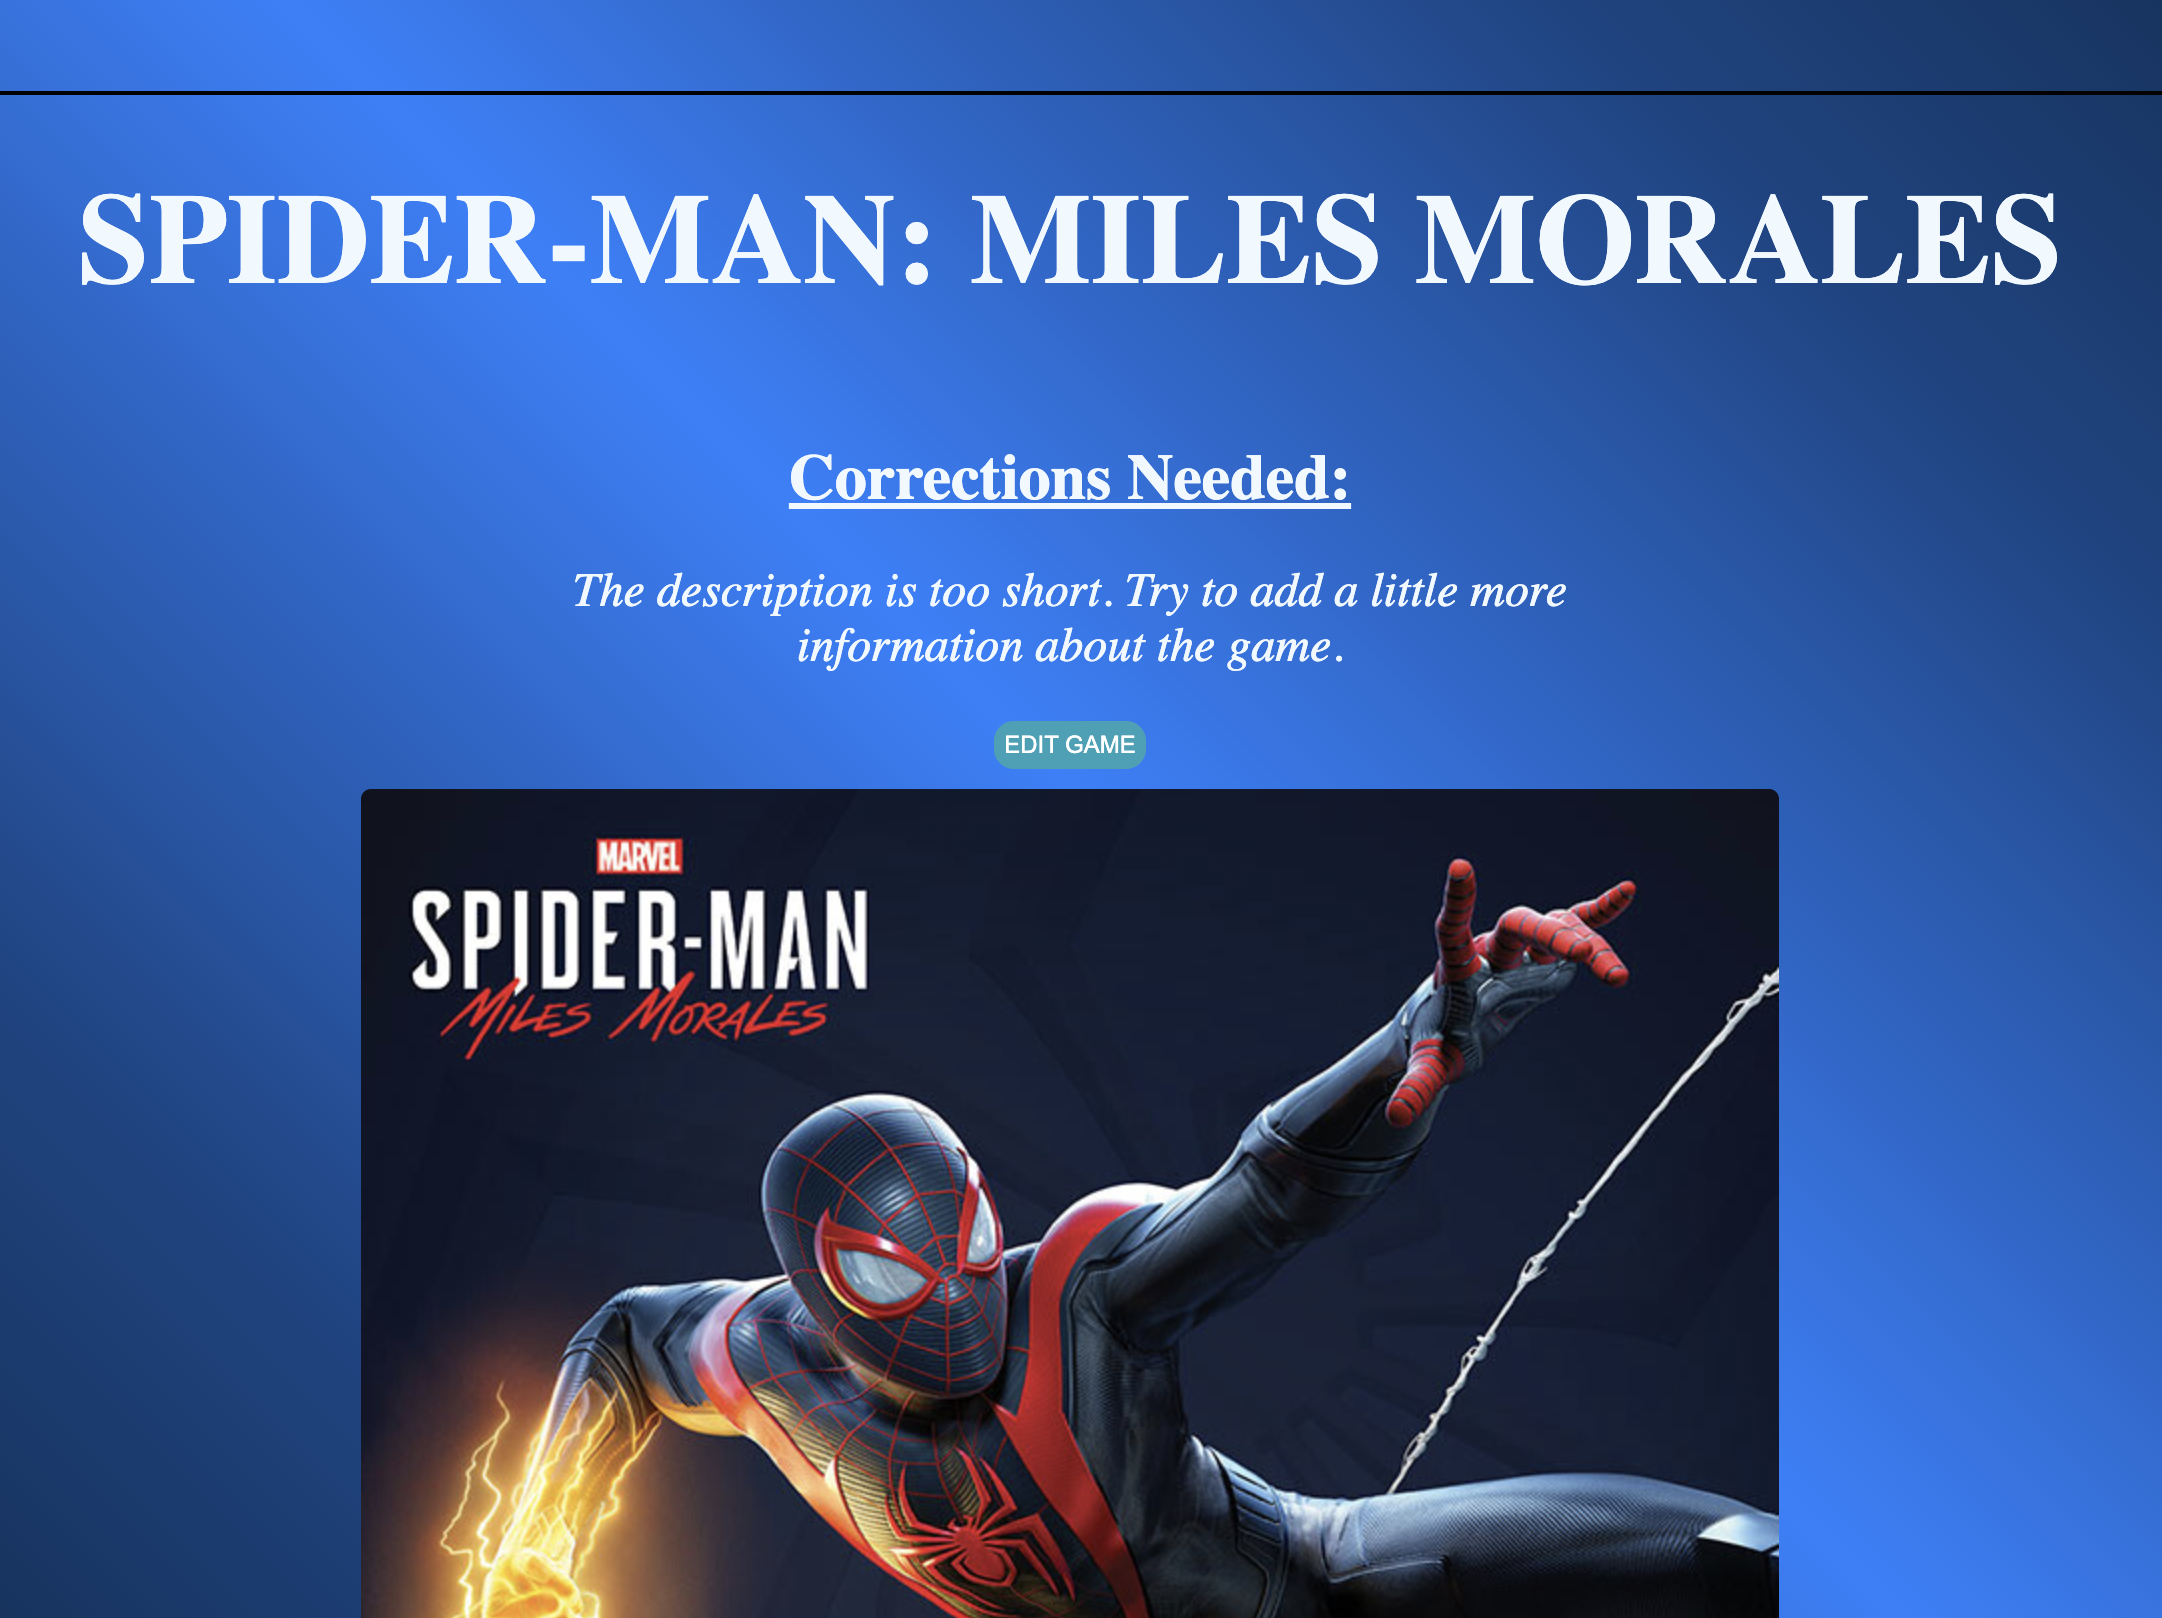 SPIDER-MAN: MILES MORALES
Corrections Needed:
The description is too short. Try to add a little more
information about the game.
EDIT GAME
MARVEL
SPIDER-MAN
MILES MORALES